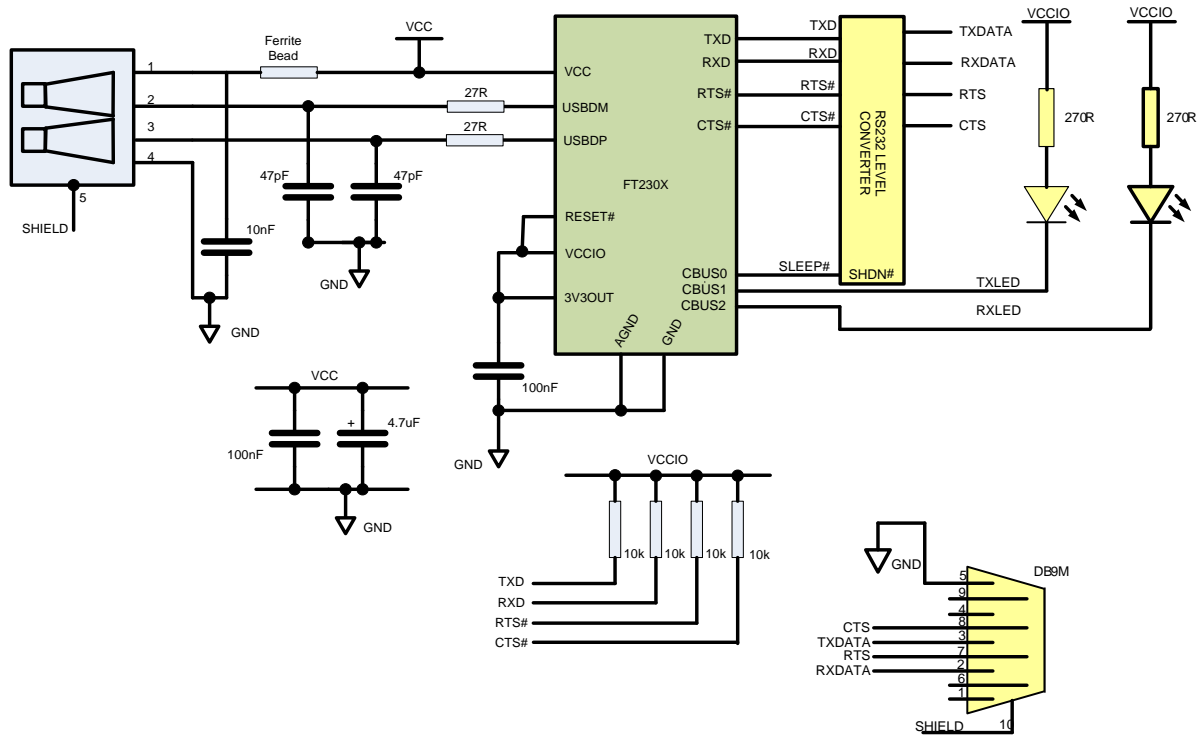 VCCIO
VCCIO
VCC
Ferrite
Bead
TXD
TXDATA
TXD
RXD
RXD
RXDATA
1
VCC
2
27R
USBDM
RTS#
RTS#
RTS
270R
270R
3
27R
USBDP
CTS#
CTS#
CTS
4
RS232 LEVEL
CONVERTER
47pF
47pF
FT230X
5
SHIELD
10nF
RESET#
VCCIO
GND
3V3OUT
CBUS0
SLEEP#
SHDN#
CBUS1
TXLED
CBUS2
RXLED
GND
AGND
GND
VCC
100nF
+
4.7uF
100nF
GND
GND
VCCIO
10k
10k
10k
10k
TXD
RXD
RTS#
CTS#
GND
DB9M
5
9
4
CTS
8
TXDATA
3
RTS
7
RXDATA
2
6
1
SHIELD
10